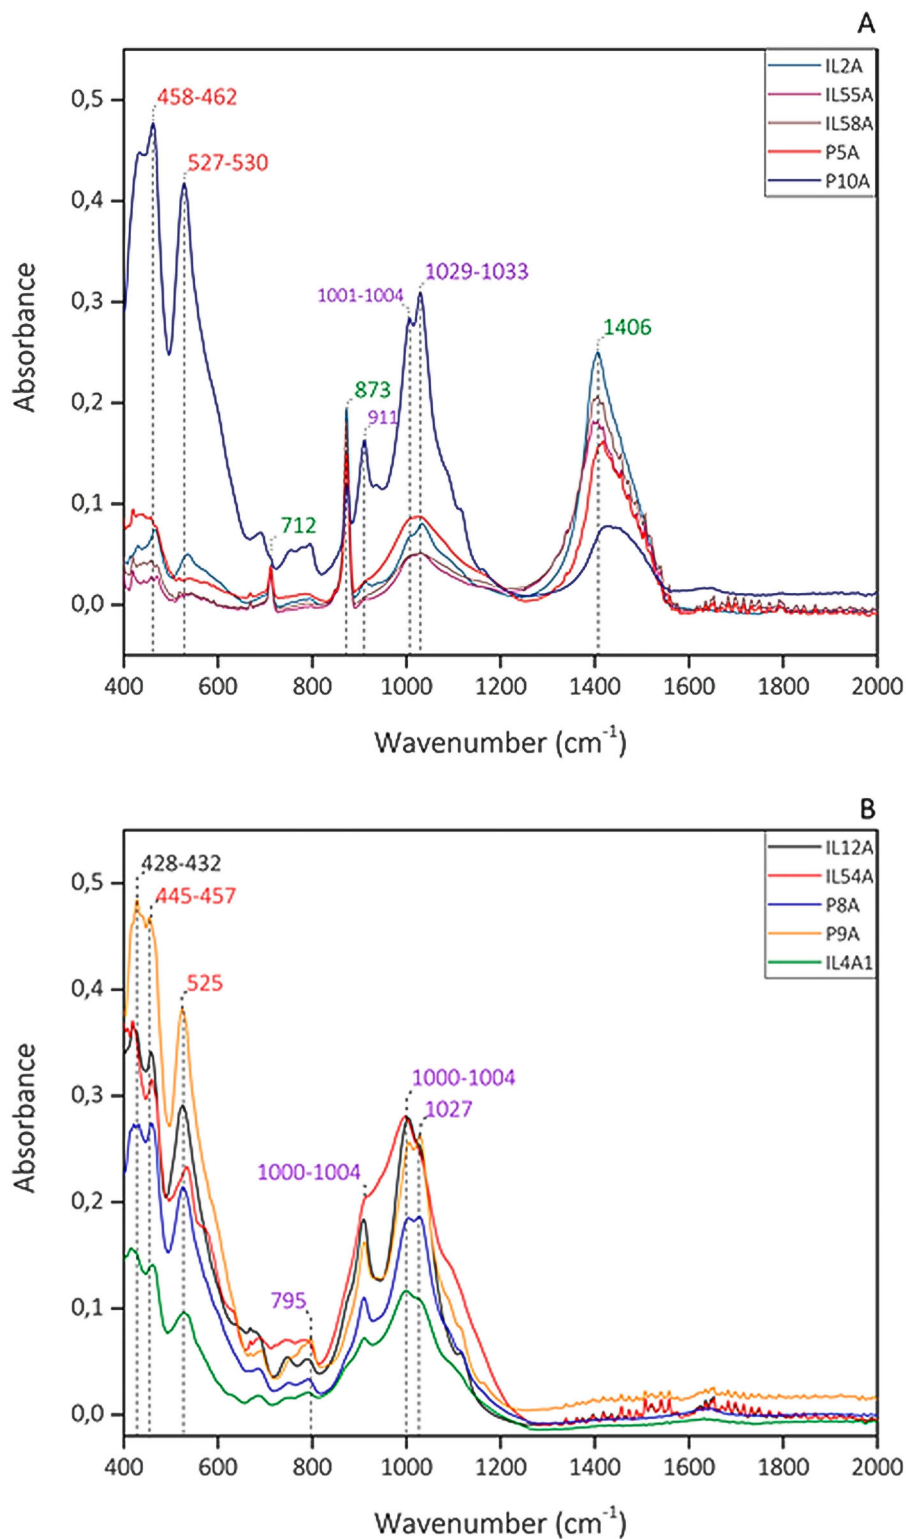 A
IL2A
IL55A
IL58A
P5A
P10A
0,5
0,4
0,3
0,2
0,1
0,0
Absorbance
458-462
527-530
1029-1033
1001-1004
1406
873
911
712
400 600 800 1000 1200 1400 1600 1800 2000
Wavenumber (cm-1)
B
IL12A
IL54A
P8A
P9A
IL4A1
0,5
0,4
0,3
0,2
0,1
0,0
Absorbance
428-432
445-457
525
1000-1004
1027
1000-1004
795
400 600 800 1000 1200 1400 1600 1800 2000
Wavenumber (cm-1)